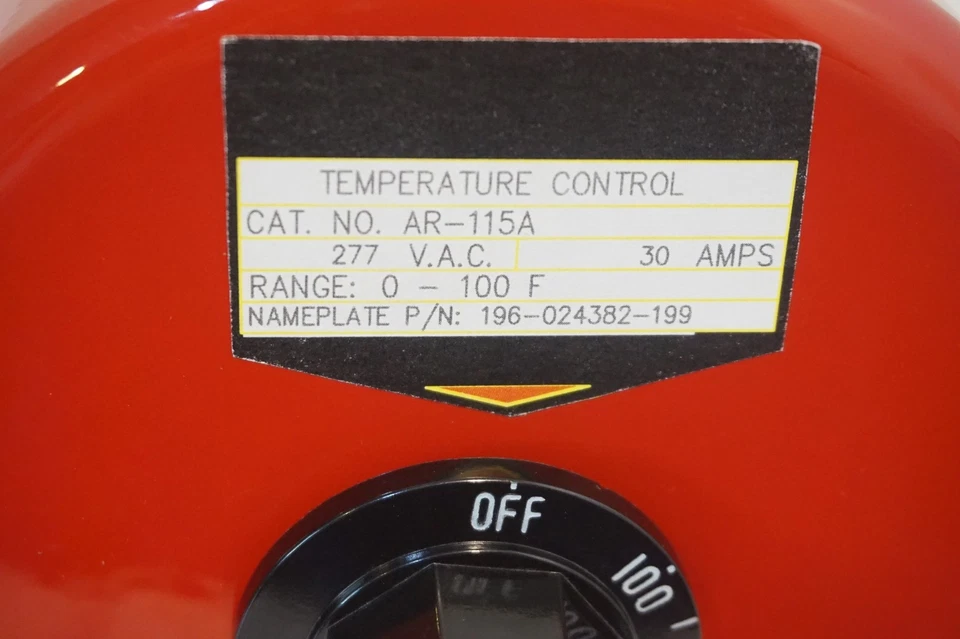 TEMPERATURE CONTROL
CAT. NO. AR-115A
277 V.A.C. 30 AMPS
RANGE: 0 - 100 F
NAMEPLATE P/N: 196-024382-199
OFF
100